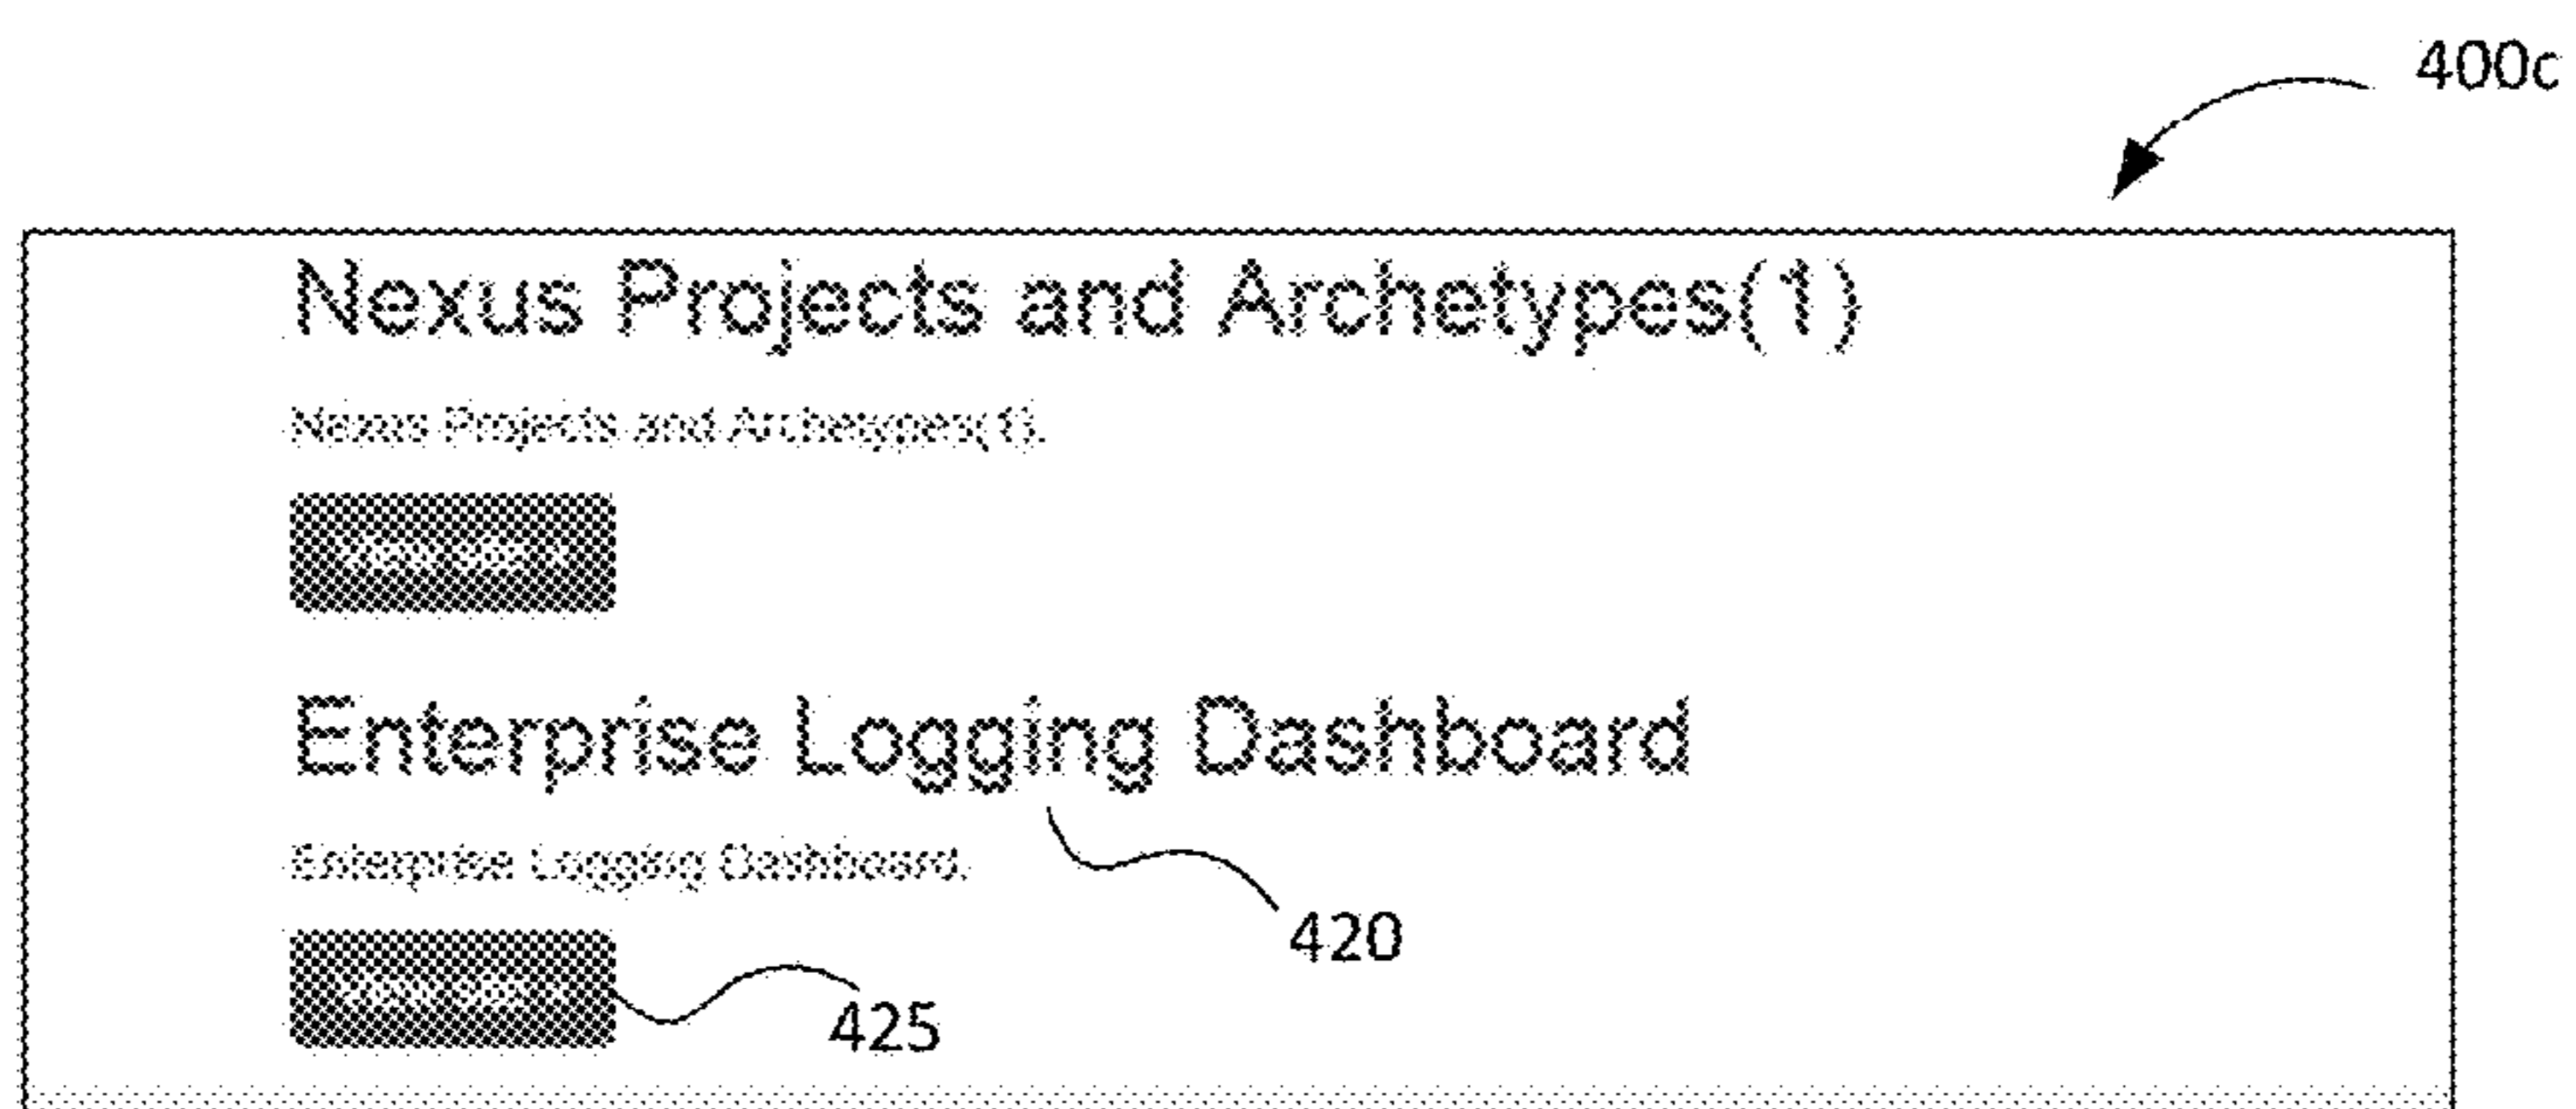 400c
Nexus Projects and Archetypes(1)
Nexus Projects and Archetypes(1).
Enterprise Logging Dashboard
420
Enterprise Logging Dashboard.
425